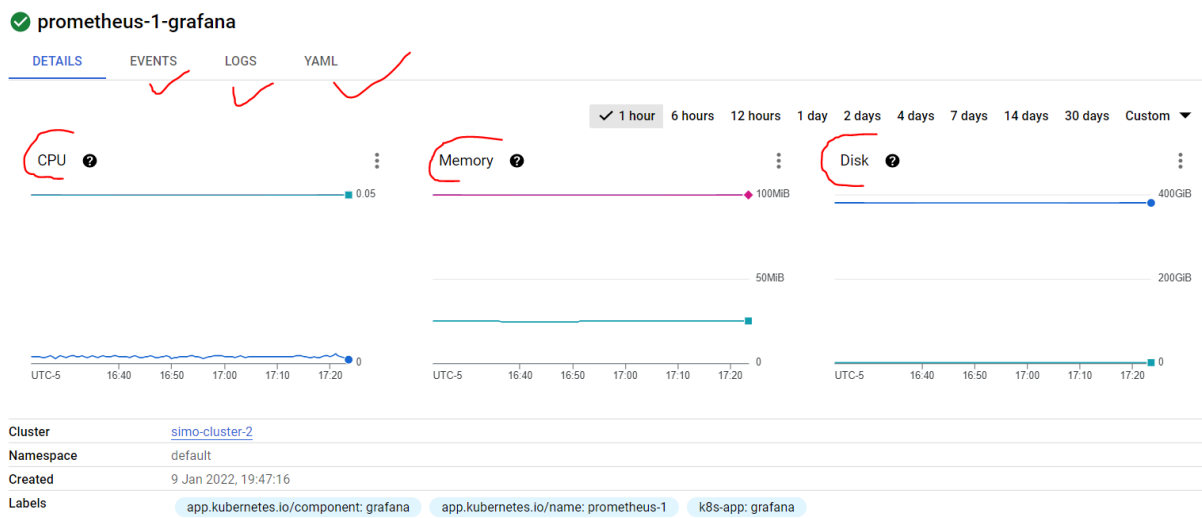 prometheus-1-grafana
DETAILS EVENTS LOGS YAML
1 hour 6 hours 12 hours 1 day 2 days 4 days 7 days 14 days 30 days Custom
CPU ? Memory ? Disk ?
0.05 100MiB 400GiB
50MiB 200GiB
0 0 0
UTC-5 16:40 16:50 17:00 17:10 17:20 UTC-5 16:40 16:50 17:00 17:10 17:20 UTC-5 16:40 16:50 17:00 17:10 17:20
Cluster simo-cluster-2
Namespace default
Created 9 Jan 2022, 19:47:16
Labels app.kubernetes.io/component: grafana app.kubernetes.io/name: prometheus-1 k8s-app: grafana